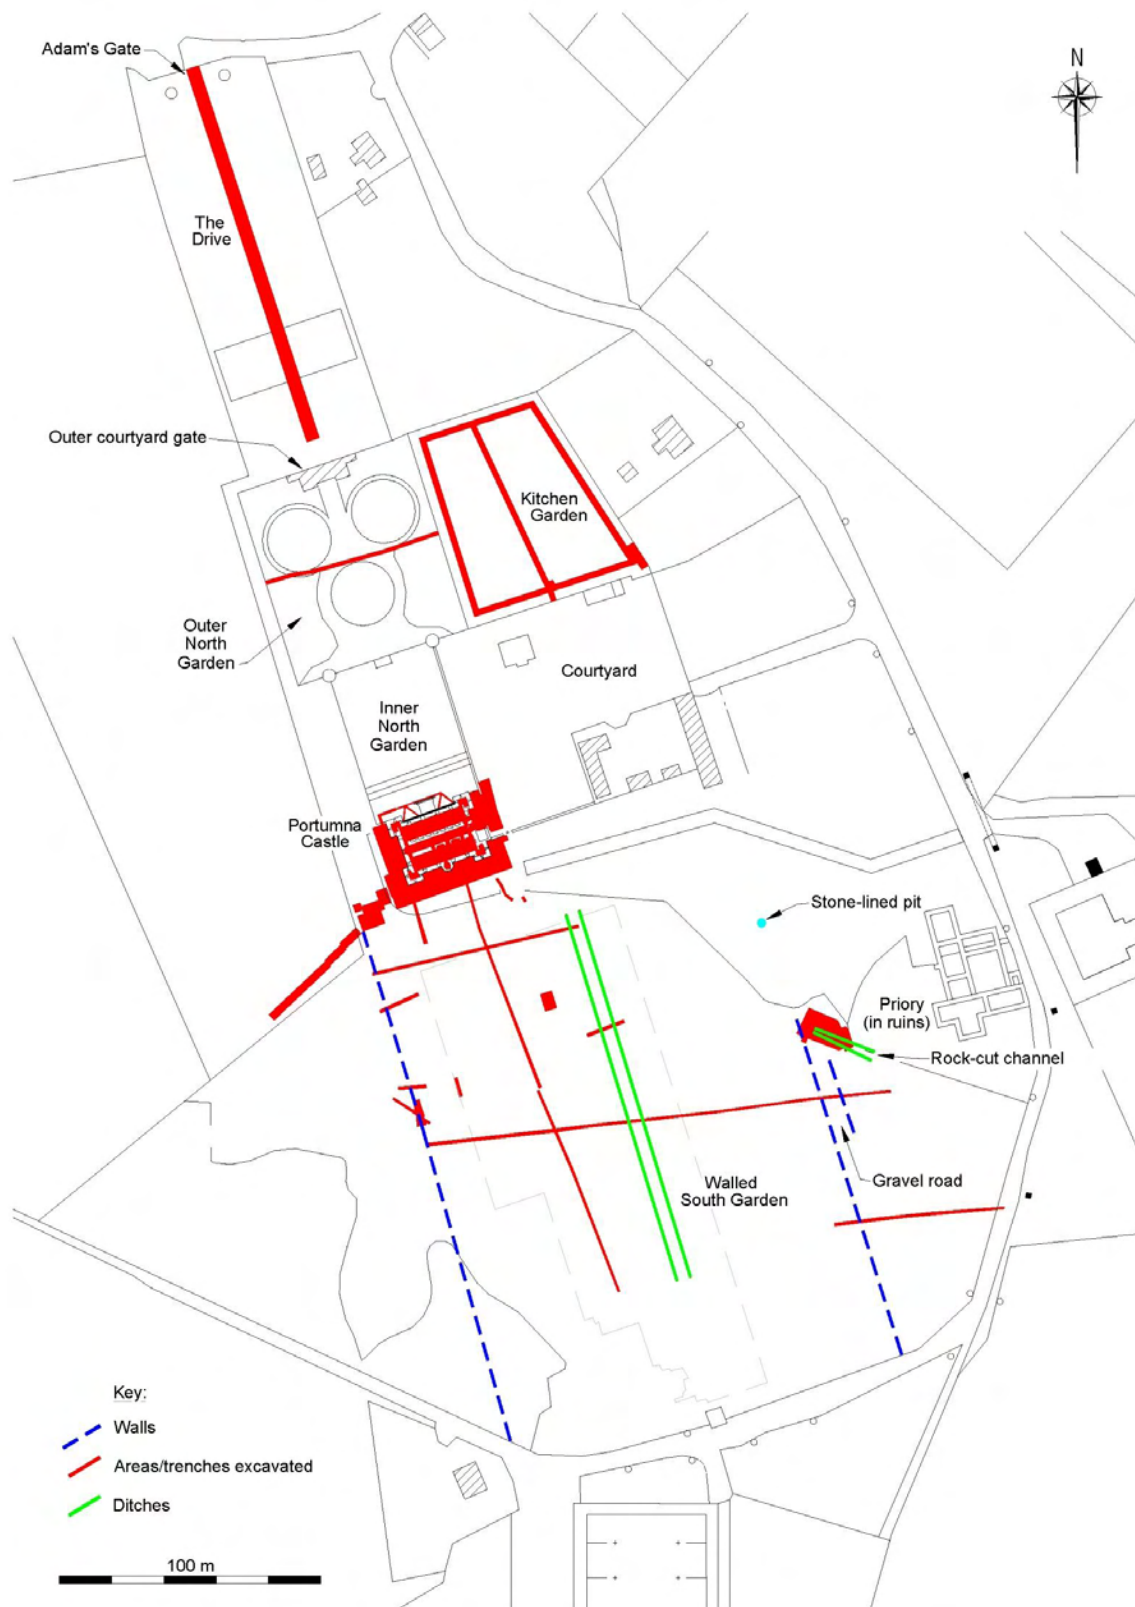 Adam's Gate
N
The
Drive
Outer courtyard gate
Kitchen
Garden
Outer
North
Garden
Courtyard
Inner
North
Garden
Portumna
Castle
Stone-lined pit
Priory
(in ruins)
Rock-cut channel
Walled
South Garden
Gravel road
Key:
Walls
Areas/trenches excavated
Ditches
100 m